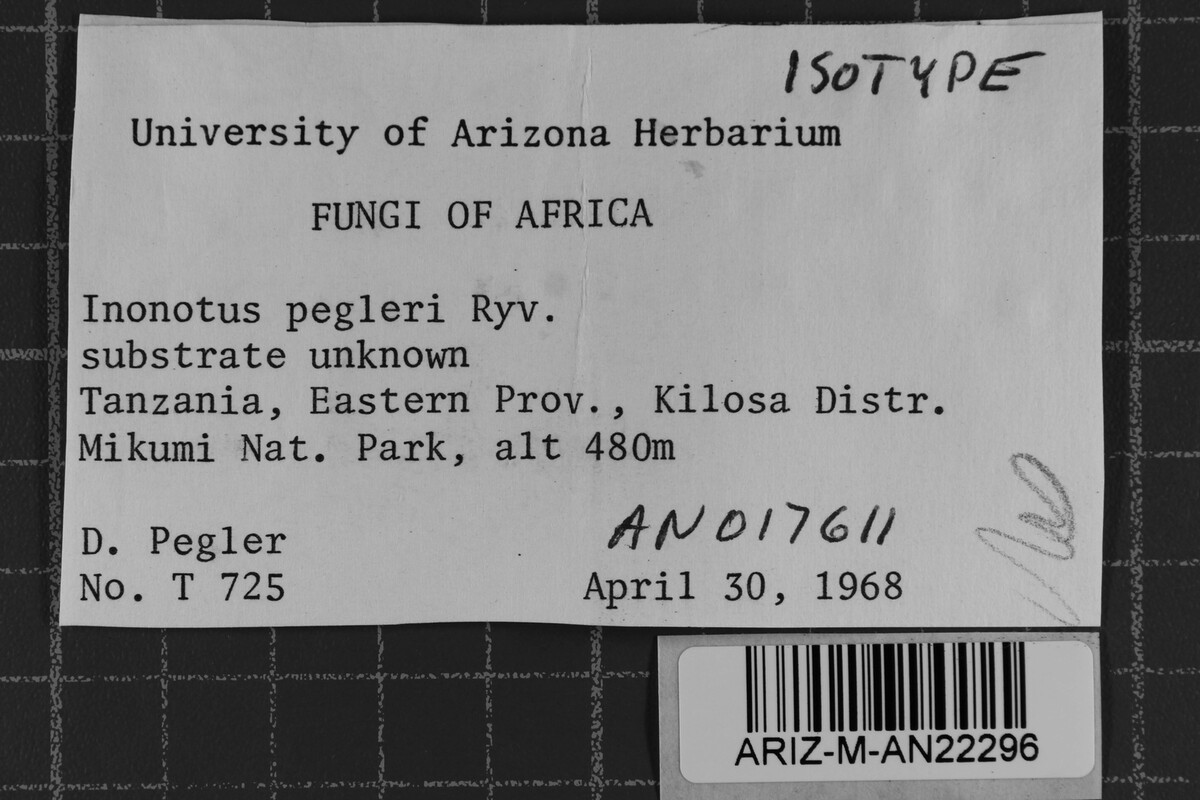 ISOTYPE
University of Arizona Herbarium
FUNGI OF AFRICA
Inonotus pegleri Ryv.
substrate unknown
Tanzania, Eastern Prov., Kilosa Distr.
Mikumi Nat. Park, alt 480m
AN017611
D. Pegler
No. T 725
April 30, 1968
ARIZ-M-AN22296